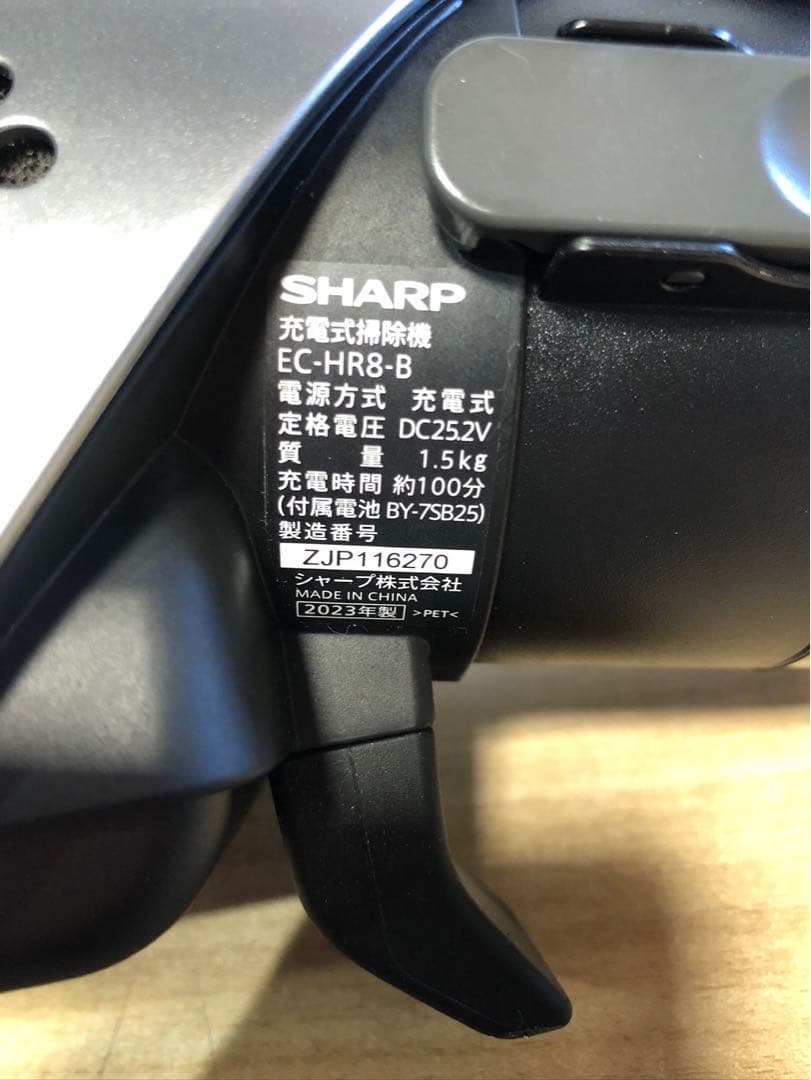 SHARP
充電式掃除機
EC-HR8-B
電源方式 充電式
定格電圧 DC25.2V
質量 1.5kg
充電時間 約100分
(付属電池 BY-7SB25)
製造番号
ZJP116270
シャープ株式会社
MADE IN CHINA
2023年製 >PET<